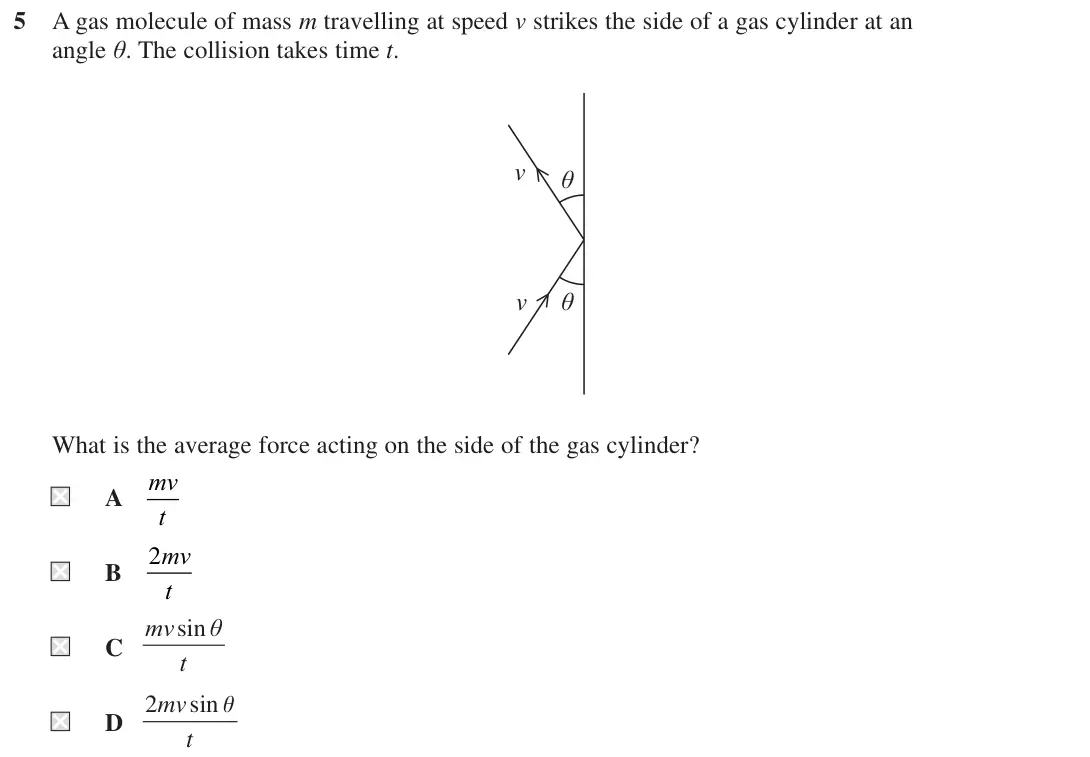 5 A gas molecule of mass m travelling at speed v strikes the side of a gas cylinder at an
angle θ. The collision takes time t.
v θ
v θ
What is the average force acting on the side of the gas cylinder?
A mv/t
B 2mv/t
C mv sin θ/t
D 2mv sin θ/t